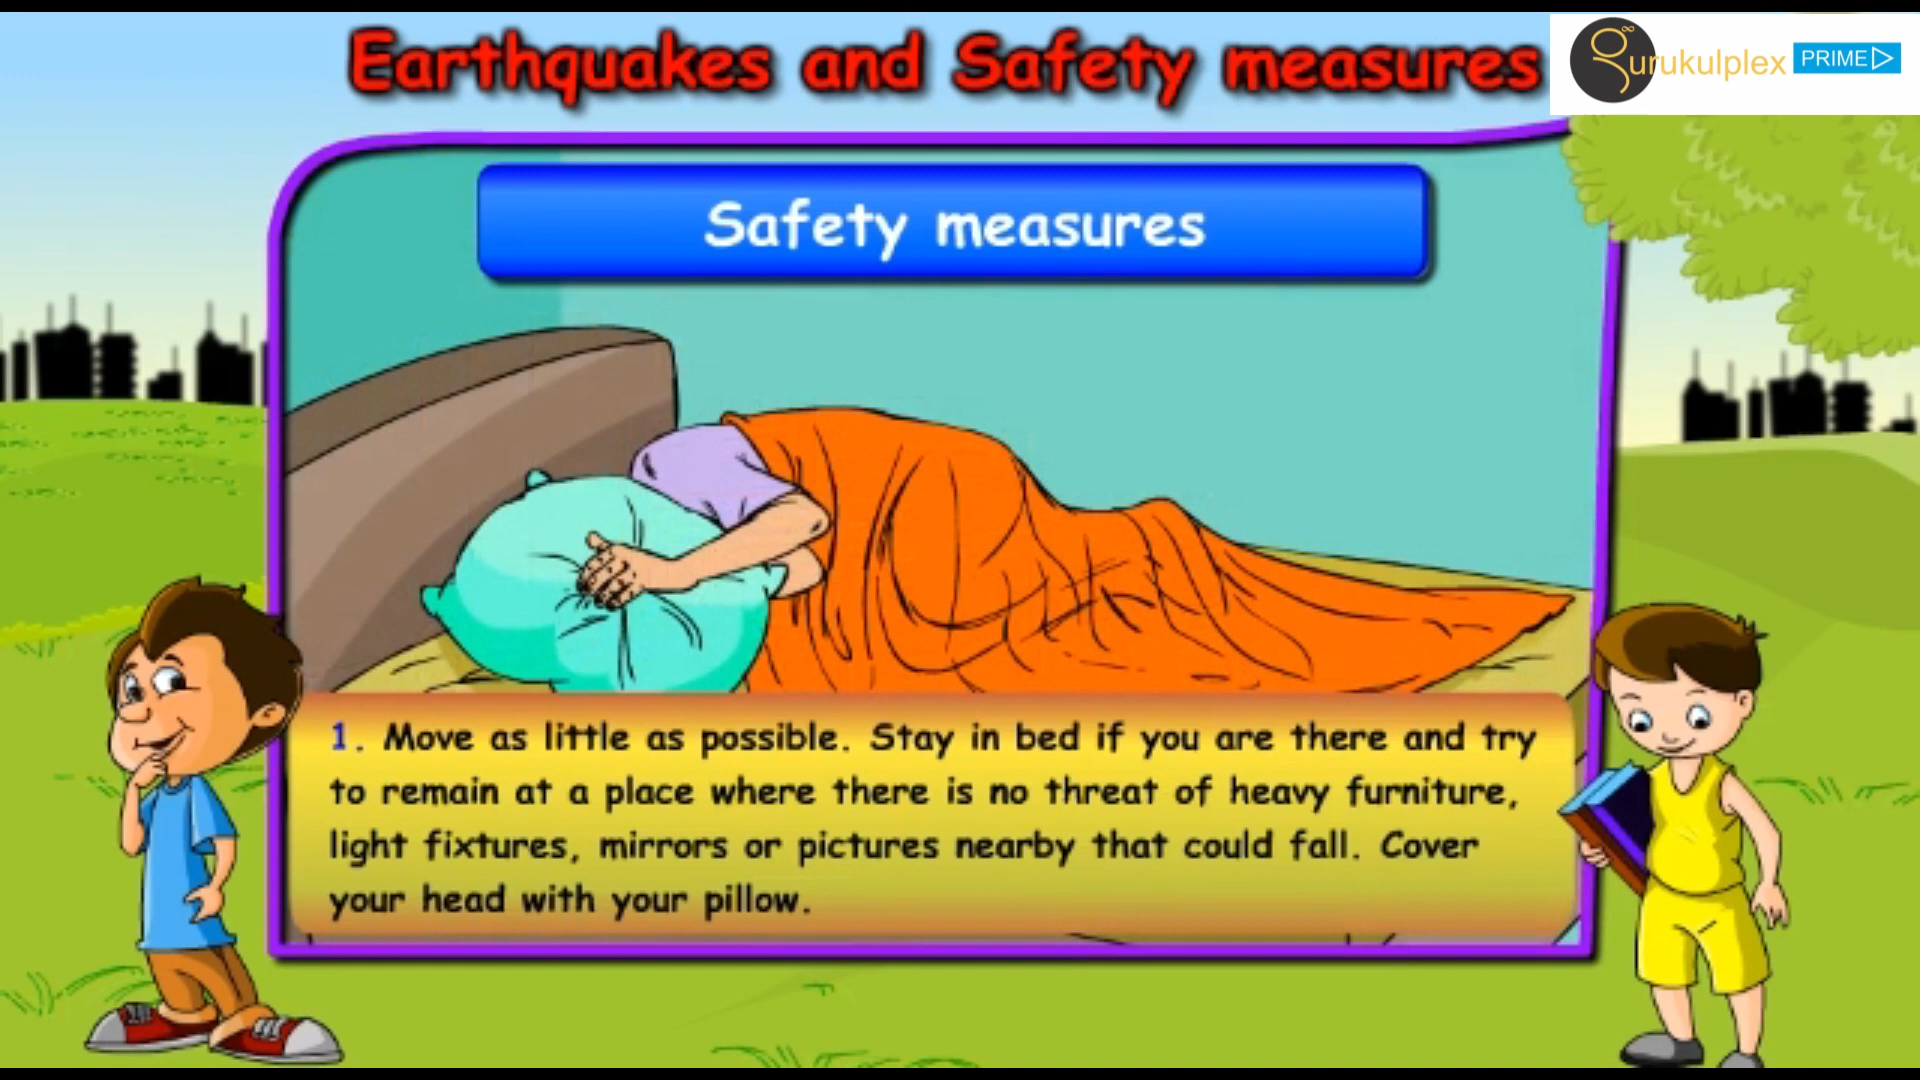 Earthquakes and Safety measures
gurukulplex PRIME
Safety measures
1. Move as little as possible. Stay in bed if you are there and try
to remain at a place where there is no threat of heavy furniture,
light fixtures, mirrors or pictures nearby that could fall. Cover
your head with your pillow.